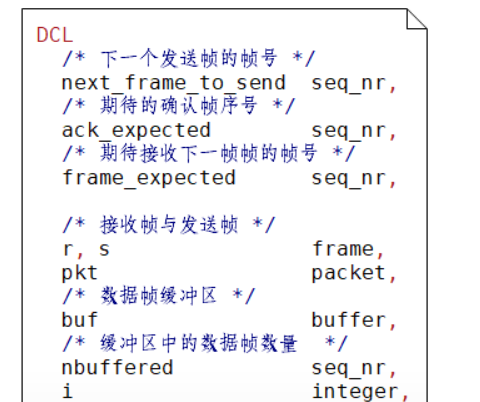 DCL
/* 下一个发送帧的帧号 */
next_frame_to_send seq_nr,
/* 期待的确认帧序号 */
ack_expected seq_nr,
/* 期待接收下一帧帧的帧号 */
frame_expected seq_nr,
/* 接收帧与发送帧 */
r, s frame,
pkt packet,
/* 数据帧缓冲区 */
buf buffer,
/* 缓冲区中的数据帧数量 */
nbuffered seq_nr,
i integer,